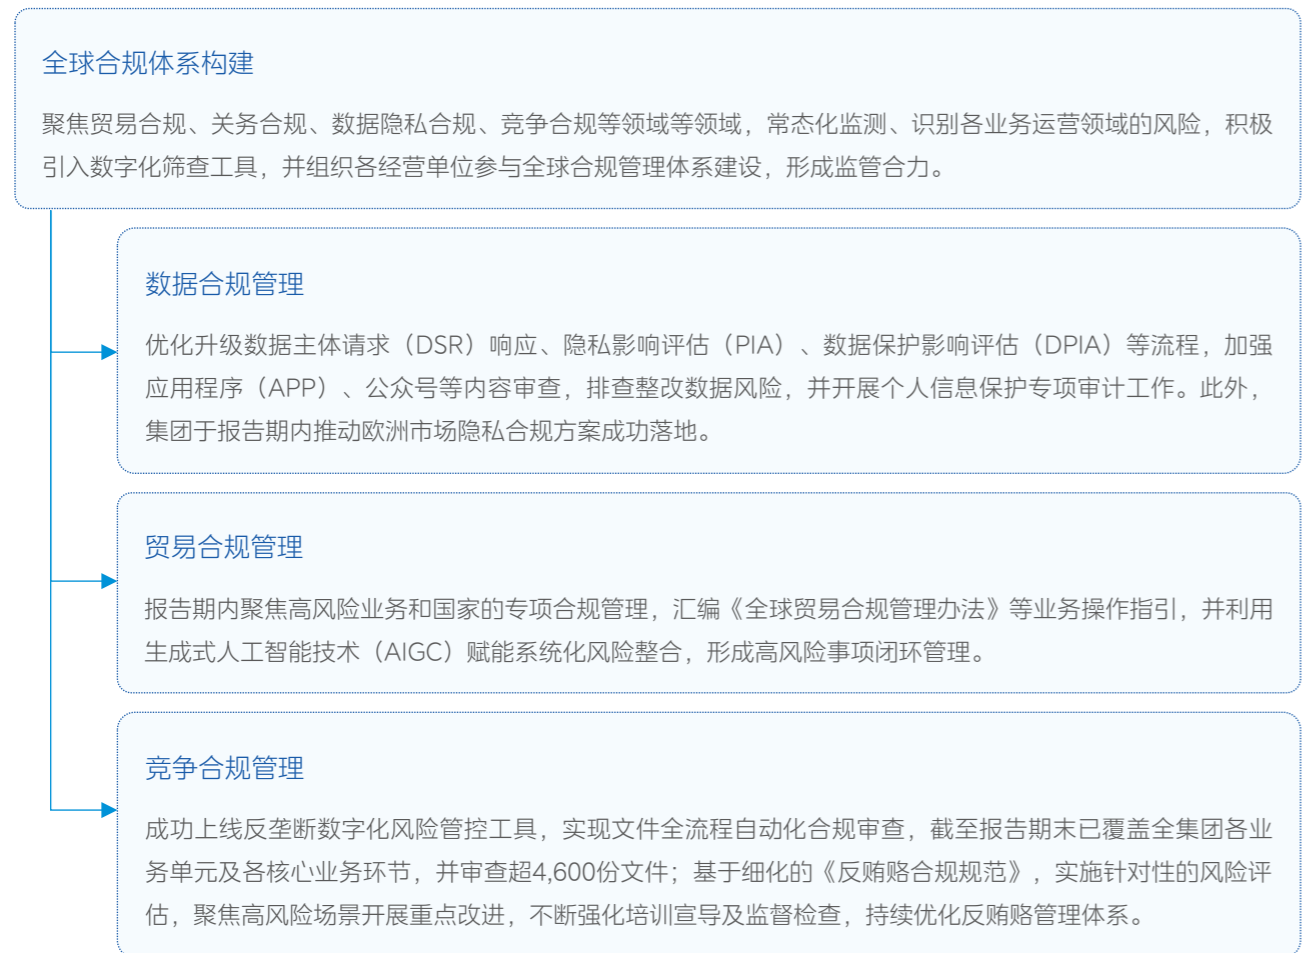 全球合规体系构建
聚焦贸易合规、关务合规、数据隐私合规、竞争合规等领域等领域，常态化监测、识别各业务运营领域的风险，积极
引入数字化筛查工具，并组织各经营单位参与全球合规管理体系建设，形成监管合力。
数据合规管理
优化升级数据主体请求（DSR）响应、隐私影响评估（PIA）、数据保护影响评估（DPIA）等流程，加强
应用程序（APP）、公众号等内容审查，排查整改数据风险，并开展个人信息保护专项审计工作。此外，
集团于报告期内推动欧洲市场隐私合规方案成功落地。
贸易合规管理
报告期内聚焦高风险业务和国家的专项合规管理，汇编《全球贸易合规管理办法》等业务操作指引，并利用
生成式人工智能技术（AIGC）赋能系统化风险整合，形成高风险事项闭环管理。
竞争合规管理
成功上线反垄断数字化风险管控工具，实现文件全流程自动化合规审查，截至报告期末已覆盖全集团各业
务单元及各核心业务环节，并审查超4,600份文件；基于细化的《反贿赂合规规范》，实施针对性的风险评
估，聚焦高风险场景开展重点改进，不断强化培训宣导及监督检查，持续优化反贿赂管理体系。